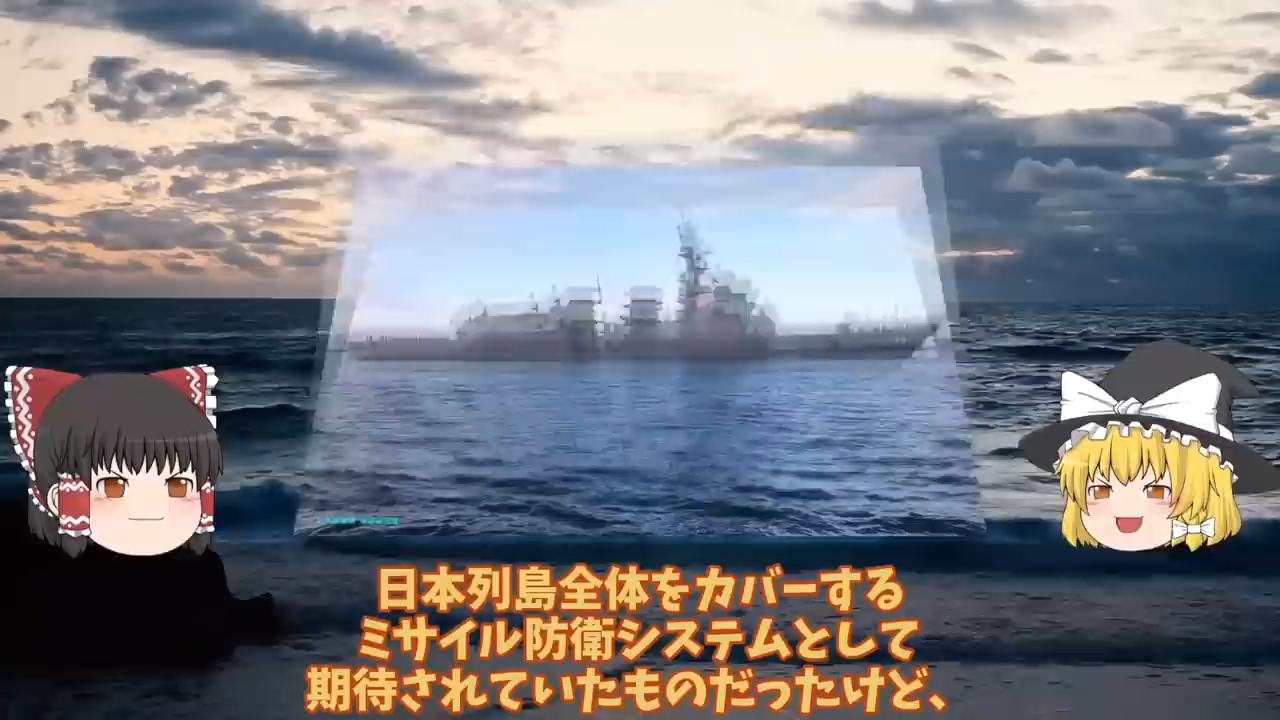 日本列島全体をカバーする
ミサイル防衛システムとして
期待されていたものだったけど、